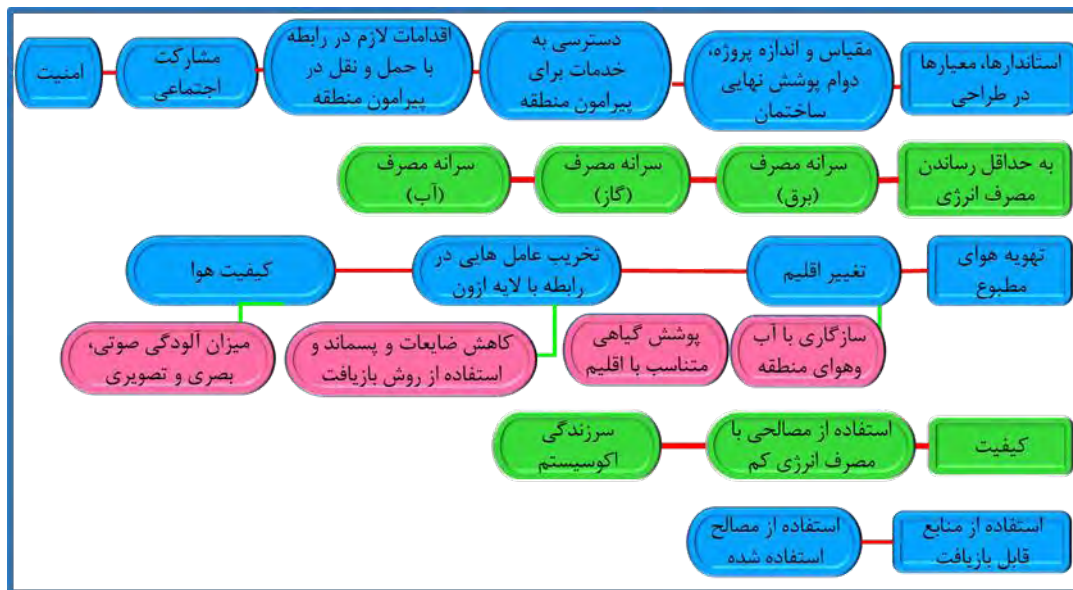 استاندارها، معیارها
در طراحی
مقیاس و اندازه پروژه،
دوام پوشش نهایی
ساختمان
دسترسی به
خدمات برای
پیرامون منطقه
اقدامات لازم در رابطه
با حمل و نقل در
پیرامون منطقه
مشارکت
اجتماعی
امنیت
به حداقل رساندن
مصرف انرژی
سرانه مصرف
(برق)
سرانه مصرف
(گاز)
سرانه مصرف
(آب)
تهویه هوای
مطبوع
تغییر اقلیم
تخریب عامل هایی در
رابطه با لایه ازون
کیفیت هوا
سازگاری با آب
وهوای منطقه
پوشش گیاهی
متناسب با اقلیم
کاهش ضایعات و پسماند و
استفاده از روش بازیافت
میزان آلودگی صوتی،
بصری و تصویری
کیفیت
استفاده از مصالحی با
مصرف انرژی کم
سرزندگی
اکوسیستم
استفاده از منابع
قابل بازیافت
استفاده از مصالح
استفاده شده